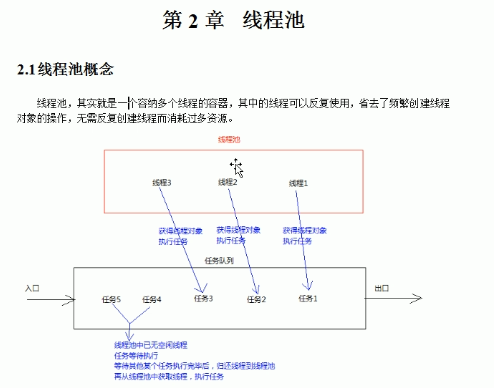 第 2 章 线程池
2.1线程池概念
线程池，其实就是一个容纳多个线程的容器，其中的线程可以反复使用，省去了频繁创建线程
对象的操作，无需反复创建线程而消耗过多资源。
线程池
线程3 线程2 线程1
获得线程对象 获得线程对象 获得线程对象
执行任务 执行任务 执行任务
任务队列
入口 出口
任务5 任务4 任务3 任务2 任务1
线程池中已无空闲线程
任务等待执行
等待其他某个任务执行完毕后，归还线程到线程池
再从线程池中获取线程，执行任务